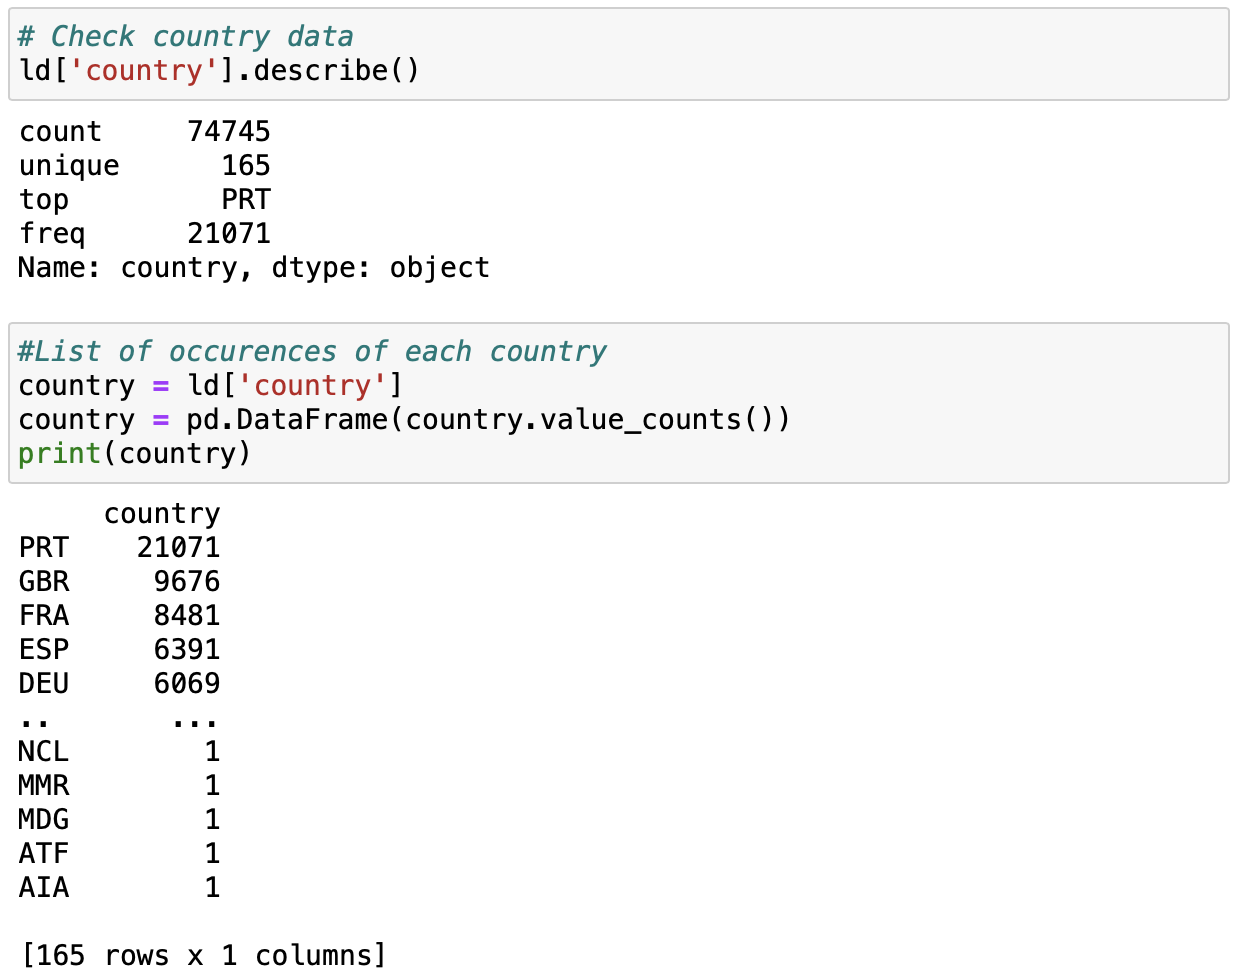 # Check country data
ld['country'].describe()
count     74745
unique      165
top         PRT
freq      21071
Name: country, dtype: object
#List of occurences of each country
country = ld['country']
country = pd.DataFrame(country.value_counts())
print(country)
     country
PRT    21071
GBR     9676
FRA     8481
ESP     6391
DEU     6069
..       ...
NCL        1
MMR        1
MDG        1
ATF        1
AIA        1
[165 rows x 1 columns]